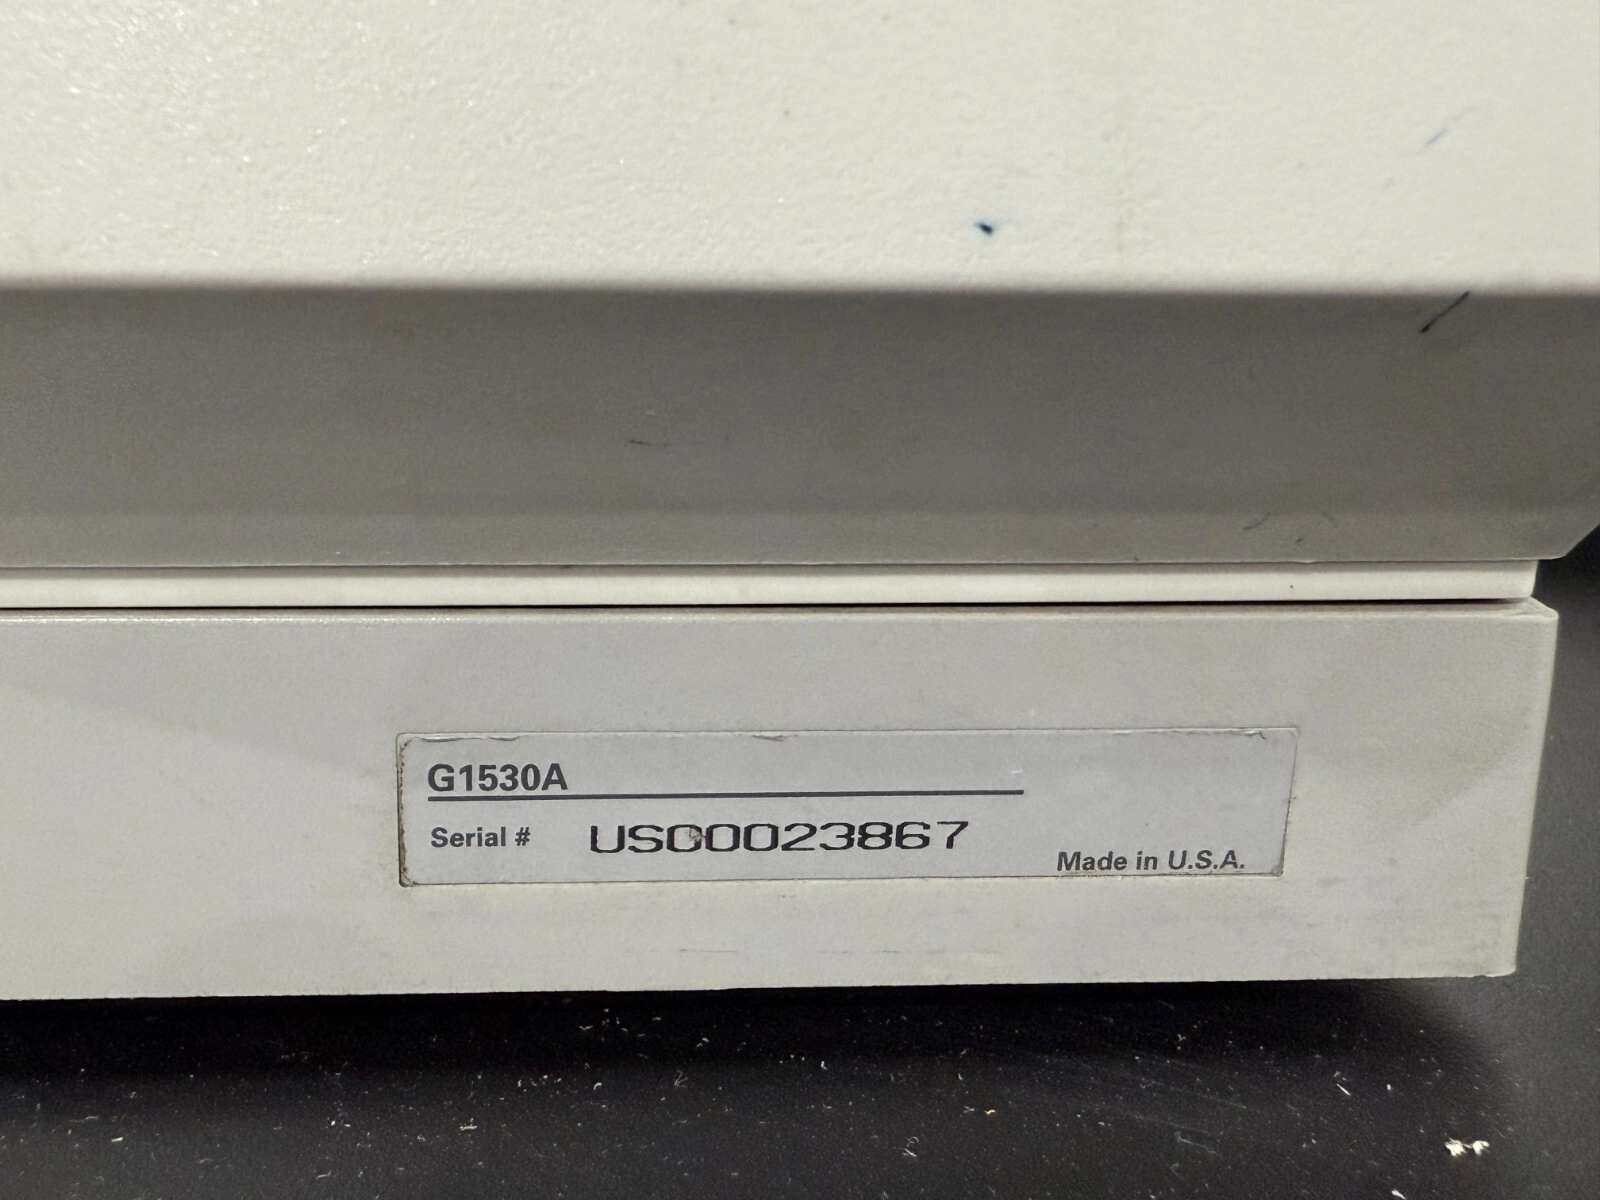 G1530A
Serial # US00023867
Made in U.S.A.